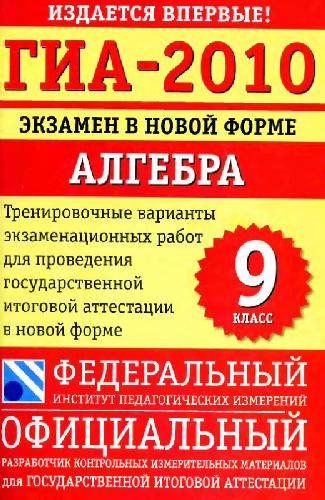 ИЗДАЕТСЯ ВПЕРВЫЕ!
ГИА-2010
ЭКЗАМЕН В НОВОЙ ФОРМЕ
АЛГЕБРА
Тренировочные варианты
экзаменационных работ
для проведения
государственной
итоговой аттестации
в новой форме
9
КЛАСС
ФЕДЕРАЛЬНЫЙ
ИНСТИТУТ ПЕДАГОГИЧЕСКИХ ИЗМЕРЕНИЙ
ОФИЦИАЛЬНЫЙ
РАЗРАБОТЧИК КОНТРОЛЬНЫХ ИЗМЕРИТЕЛЬНЫХ МАТЕРИАЛОВ
для ГОСУДАРСТВЕННОЙ ИТОГОВОЙ АТТЕСТАЦИИ